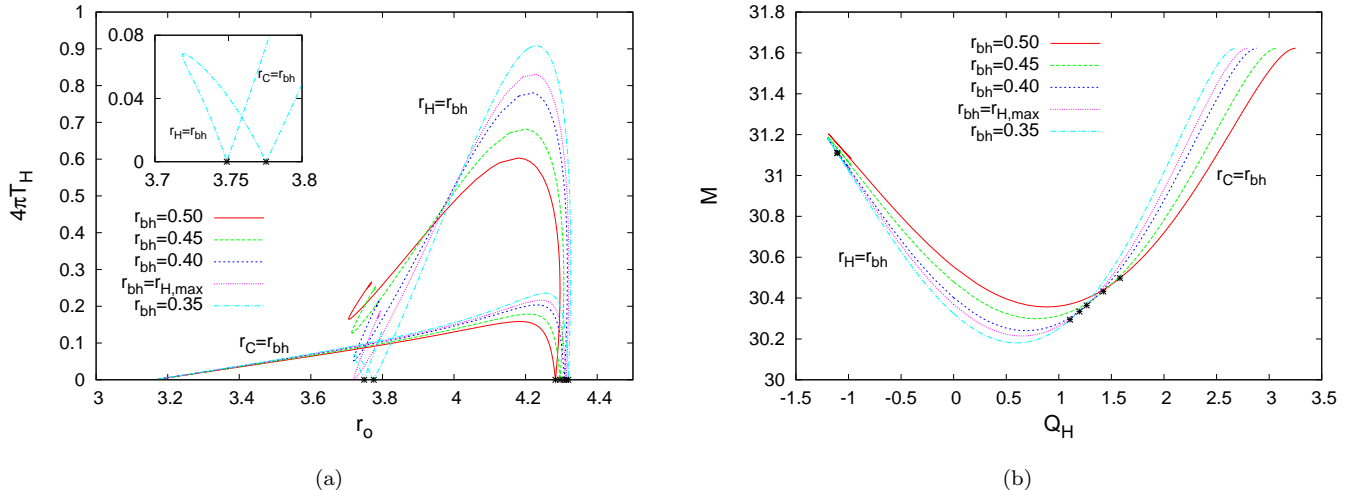 1
0.9
0.8
0.7
0.6
0.5
0.4
0.3
0.2
0.1
0
4πT_H
3 3.2 3.4 3.6 3.8 4 4.2 4.4
r_o
0.08
0.04
0
3.7 3.75 3.8
r_C=r_bh
r_H=r_bh
r_H=r_bh
r_bh=0.50
r_bh=0.45
r_bh=0.40
r_bh=r_H,max
r_bh=0.35
r_C=r_bh
(a)
31.8
31.6
31.4
31.2
31
30.8
30.6
30.4
30.2
30
M
-1.5 -1 -0.5 0 0.5 1 1.5 2 2.5 3 3.5
Q_H
r_bh=0.50
r_bh=0.45
r_bh=0.40
r_bh=r_H,max
r_bh=0.35
r_C=r_bh
r_H=r_bh
(b)